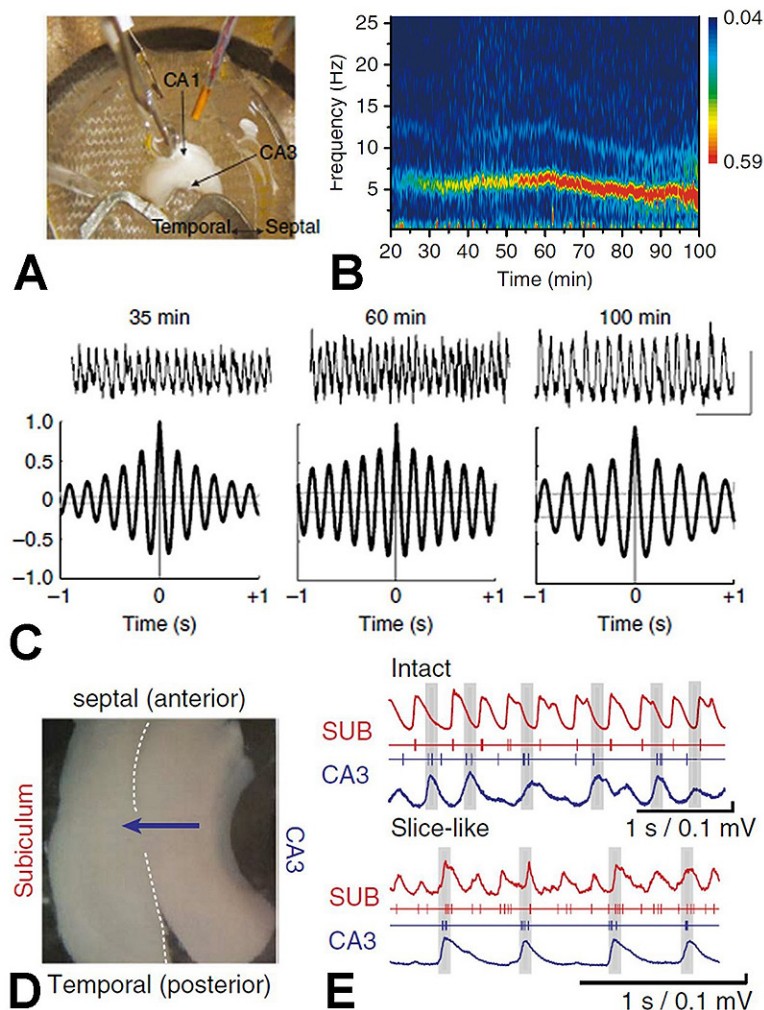 CA1
CA3
Temporal Septal
A
Frequency (Hz)
25
20
15
10
5
20 30 40 50 60 70 80 90 100
Time (min)
0.04
0.59
B
35 min
60 min
100 min
1.0
0.5
0
−0.5
−1.0
−1 0 +1
Time (s)
−1 0 +1
Time (s)
−1 0 +1
Time (s)
C
septal (anterior)
Subiculum
CA3
Temporal (posterior)
D
Intact
SUB
CA3
1 s / 0.1 mV
Slice-like
SUB
CA3
1 s / 0.1 mV
E